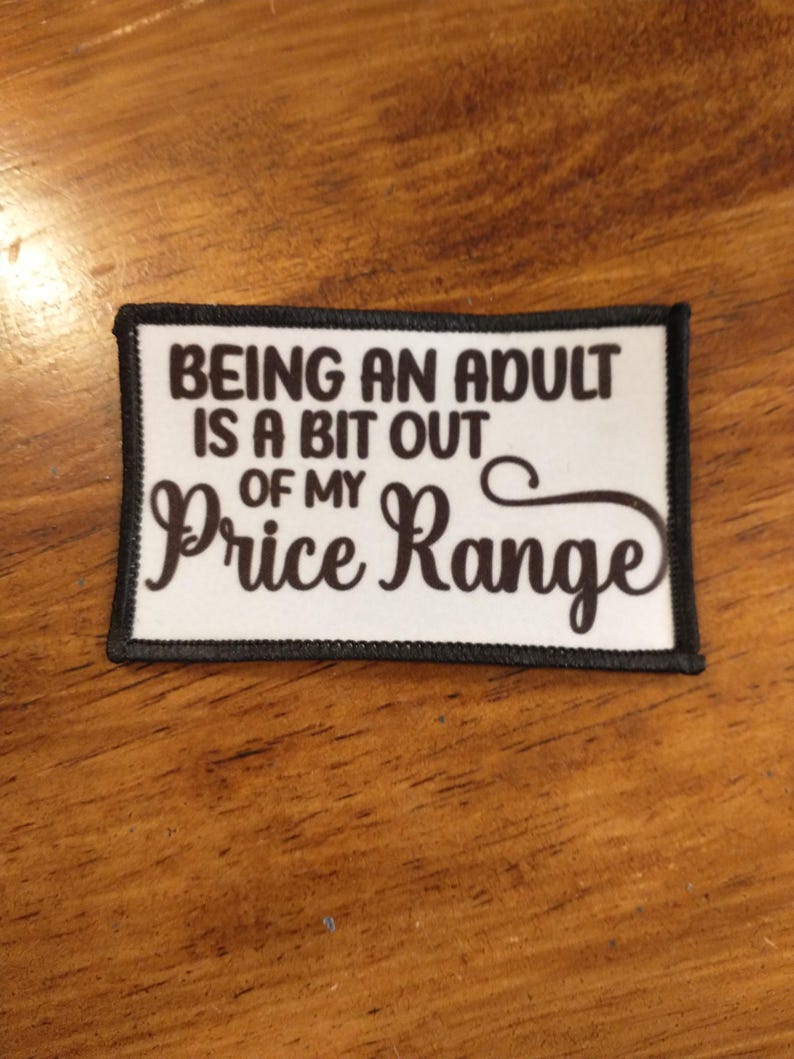 BEING AN ADULT
IS A BIT OUT
OF MY
Price Range